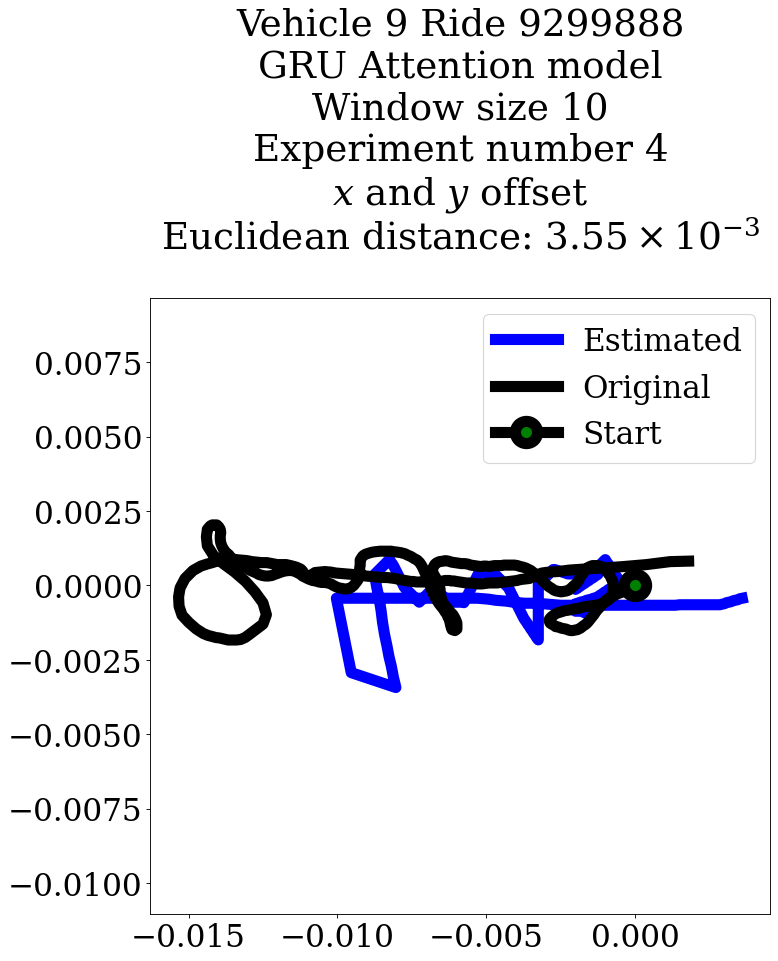 Vehicle 9 Ride 9299888
GRU Attention model
Window size 10
Experiment number 4
x and y offset
Euclidean distance: 3.55 × 10⁻³
Estimated
Original
Start
0.0075
0.0050
0.0025
0.0000
−0.0025
−0.0050
−0.0075
−0.0100
−0.015 −0.010 −0.005 0.000